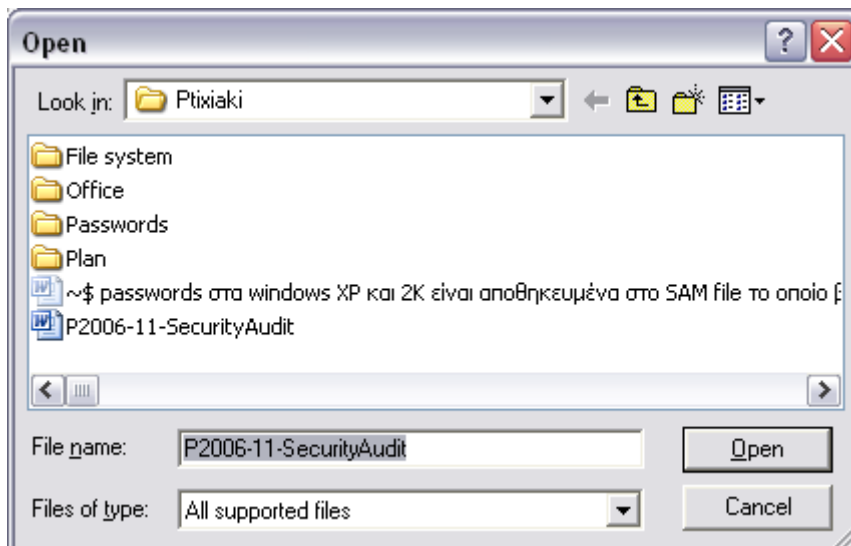 Open
Look in: Ptixiaki
File system
Office
Passwords
Plan
~$ passwords στα windows XP και 2K είναι αποθηκευμένα στο SAM file το οποίο β
P2006-11-SecurityAudit
File name: P2006-11-SecurityAudit Open
Files of type: All supported files Cancel